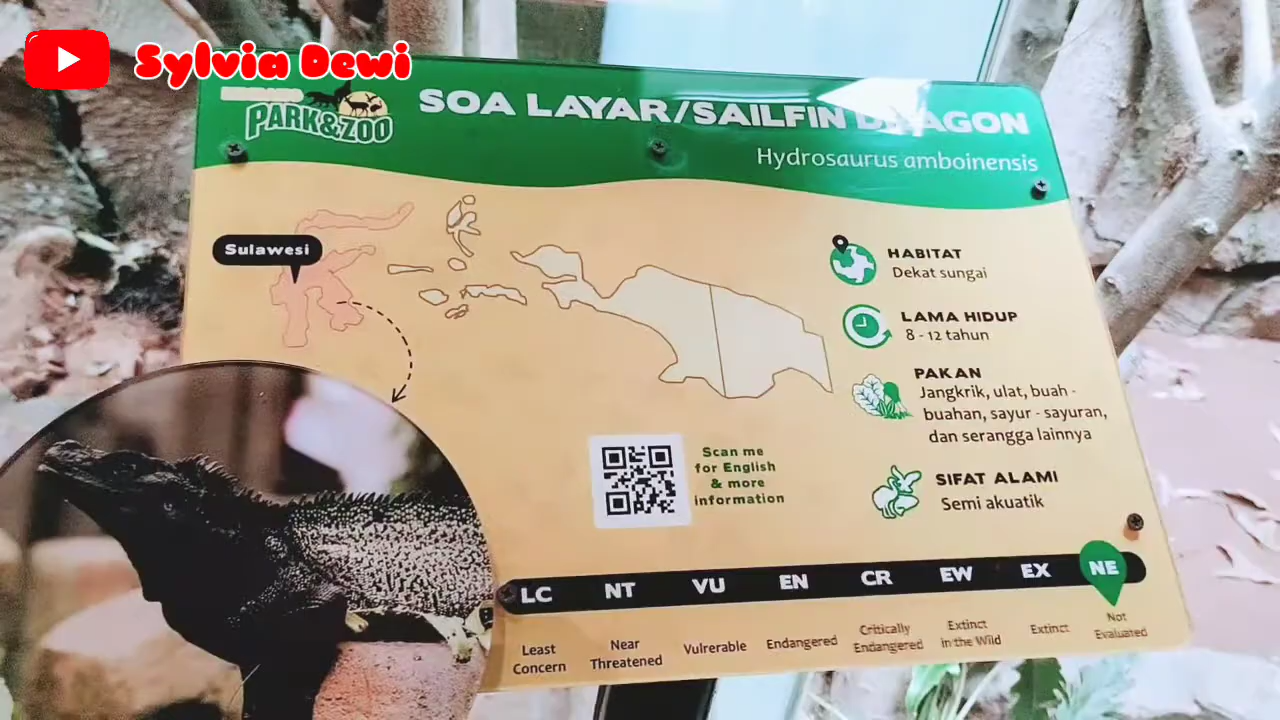 Sylvia Dewi
PARK&ZOO
SOA LAYAR/SAILFIN DRAGON
Hydrosaurus amboinensis
Sulawesi
HABITAT
Dekat sungai
LAMA HIDUP
8 - 12 tahun
PAKAN
Jangkrik, ulat, buah -
buahan, sayur - sayuran,
dan serangga lainnya
SIFAT ALAMI
Semi akuatik
Scan me
for English
& more
information
LC NT VU EN CR EW EX NE
Least
Concern
Near
Threatened
Vulnerable
Endangered
Critically
Endangered
Extinct
in the Wild
Extinct
Not
Evaluated